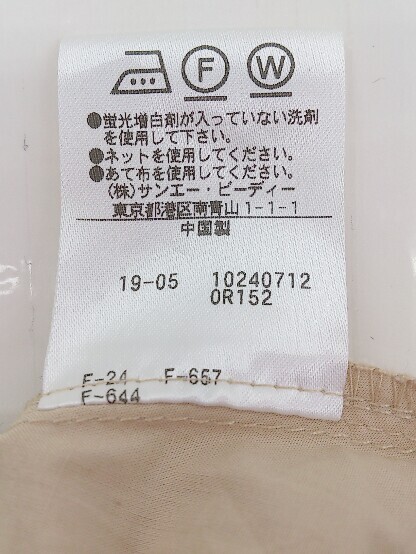 F W
●蛍光増白剤が入っていない洗剤
を使用して下さい。
●ネットを使用してください。
●あて布を使用してください。
(株)サンエー・ビーディー
東京都港区南青山1-1-1
中国製
19-05 10240712
0R152
F-24 F-657
F-644